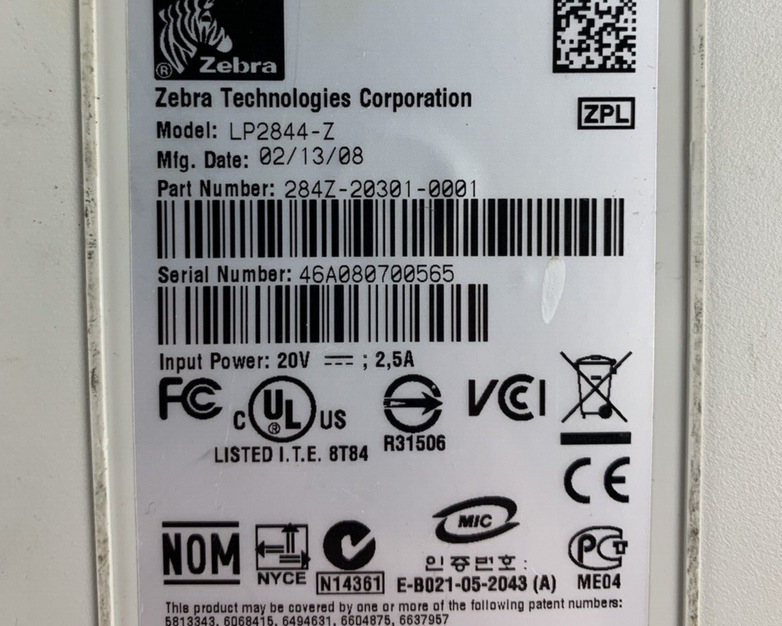 Zebra
Zebra Technologies Corporation
ZPL
Model: LP2844-Z
Mfg. Date: 02/13/08
Part Number: 284Z-20301-0001
Serial Number: 46A080700565
Input Power: 20V ⎓ ; 2,5A
FC
C UL US
®
LISTED I.T.E. 8T84
R31506
VCI
CE
NOM
NYCE
N14361
MIC
인증번호:
E-B021-05-2043 (A)
PCT
ME04
This product may be covered by one or more of the following patent numbers:
5813343, 6068415, 6494631, 6604875, 6637957